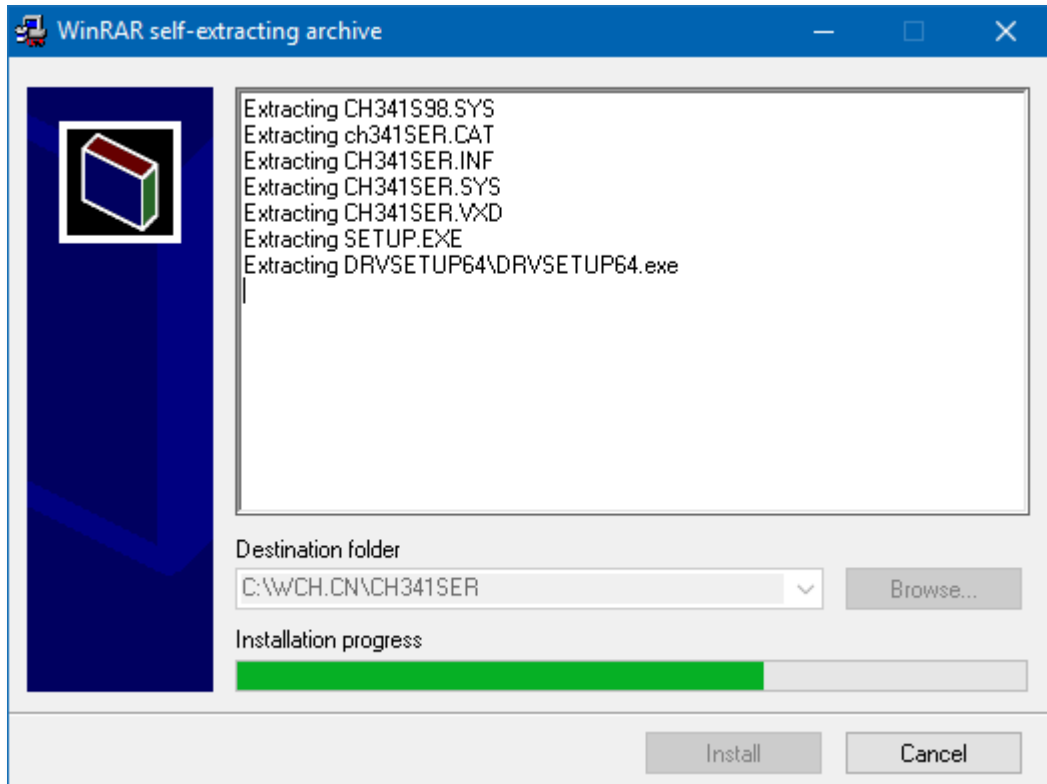 WinRAR self-extracting archive
Extracting CH341S98.SYS
Extracting ch341SER.CAT
Extracting CH341SER.INF
Extracting CH341SER.SYS
Extracting CH341SER.VXD
Extracting SETUP.EXE
Extracting DRVSETUP64\DRVSETUP64.exe
Destination folder
C:\WCH.CN\CH341SER
Browse...
Installation progress
Install
Cancel